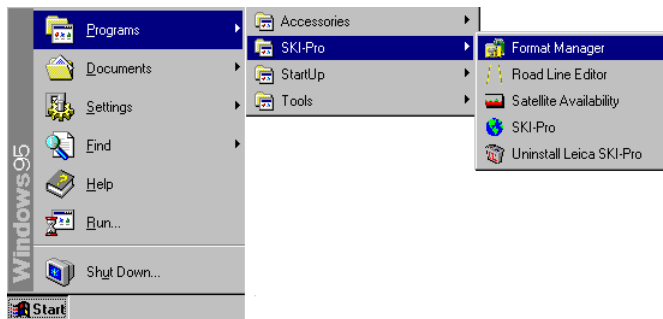 Programs
Documents
Settings
Find
Help
Run...
Shut Down...
Windows95
Start
Accessories
SKI-Pro
StartUp
Tools
Format Manager
Road Line Editor
Satellite Availability
SKI-Pro
Uninstall Leica SKI-Pro